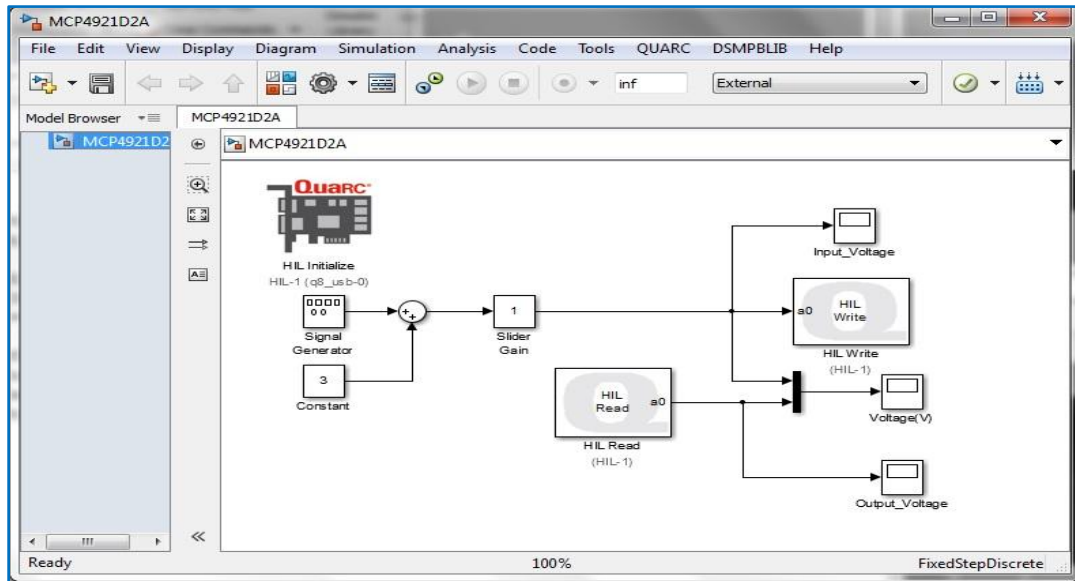 MCP4921D2A
File Edit View Display Diagram Simulation Analysis Code Tools QUARC DSMPBLIB Help
inf External
Model Browser MCP4921D2A
MCP4921D2 MCP4921D2A
QUARC
HIL Initialize
HIL-1 (q8_usb-0)
Signal
Generator
3
Constant
1
Slider
Gain
Input_Voltage
a0 HIL
Write
HIL Write
(HIL-1)
HIL
Read a0
HIL Read
(HIL-1)
Voltage(V)
Output_Voltage
Ready 100% FixedStepDiscrete